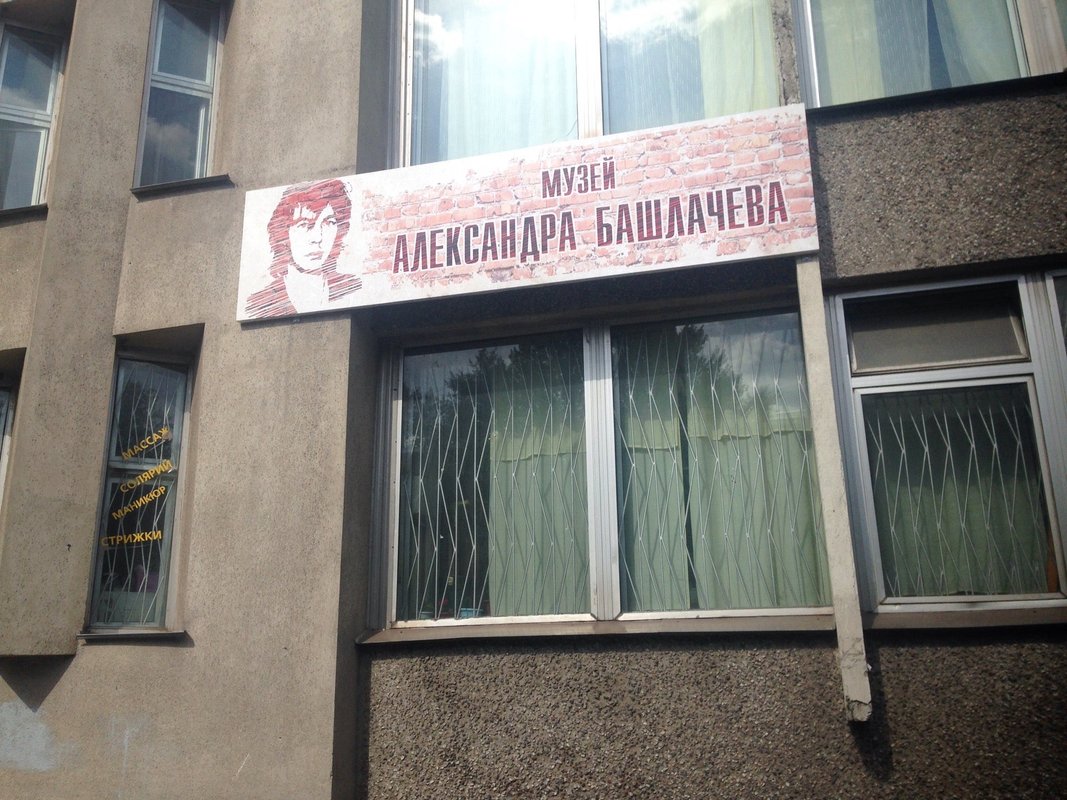 МУЗЕЙ
АЛЕКСАНДРА БАШЛАЧЕВА
МАССАЖ
СОЛЯРИЙ
МАНИКЮР
СТРИЖКИ